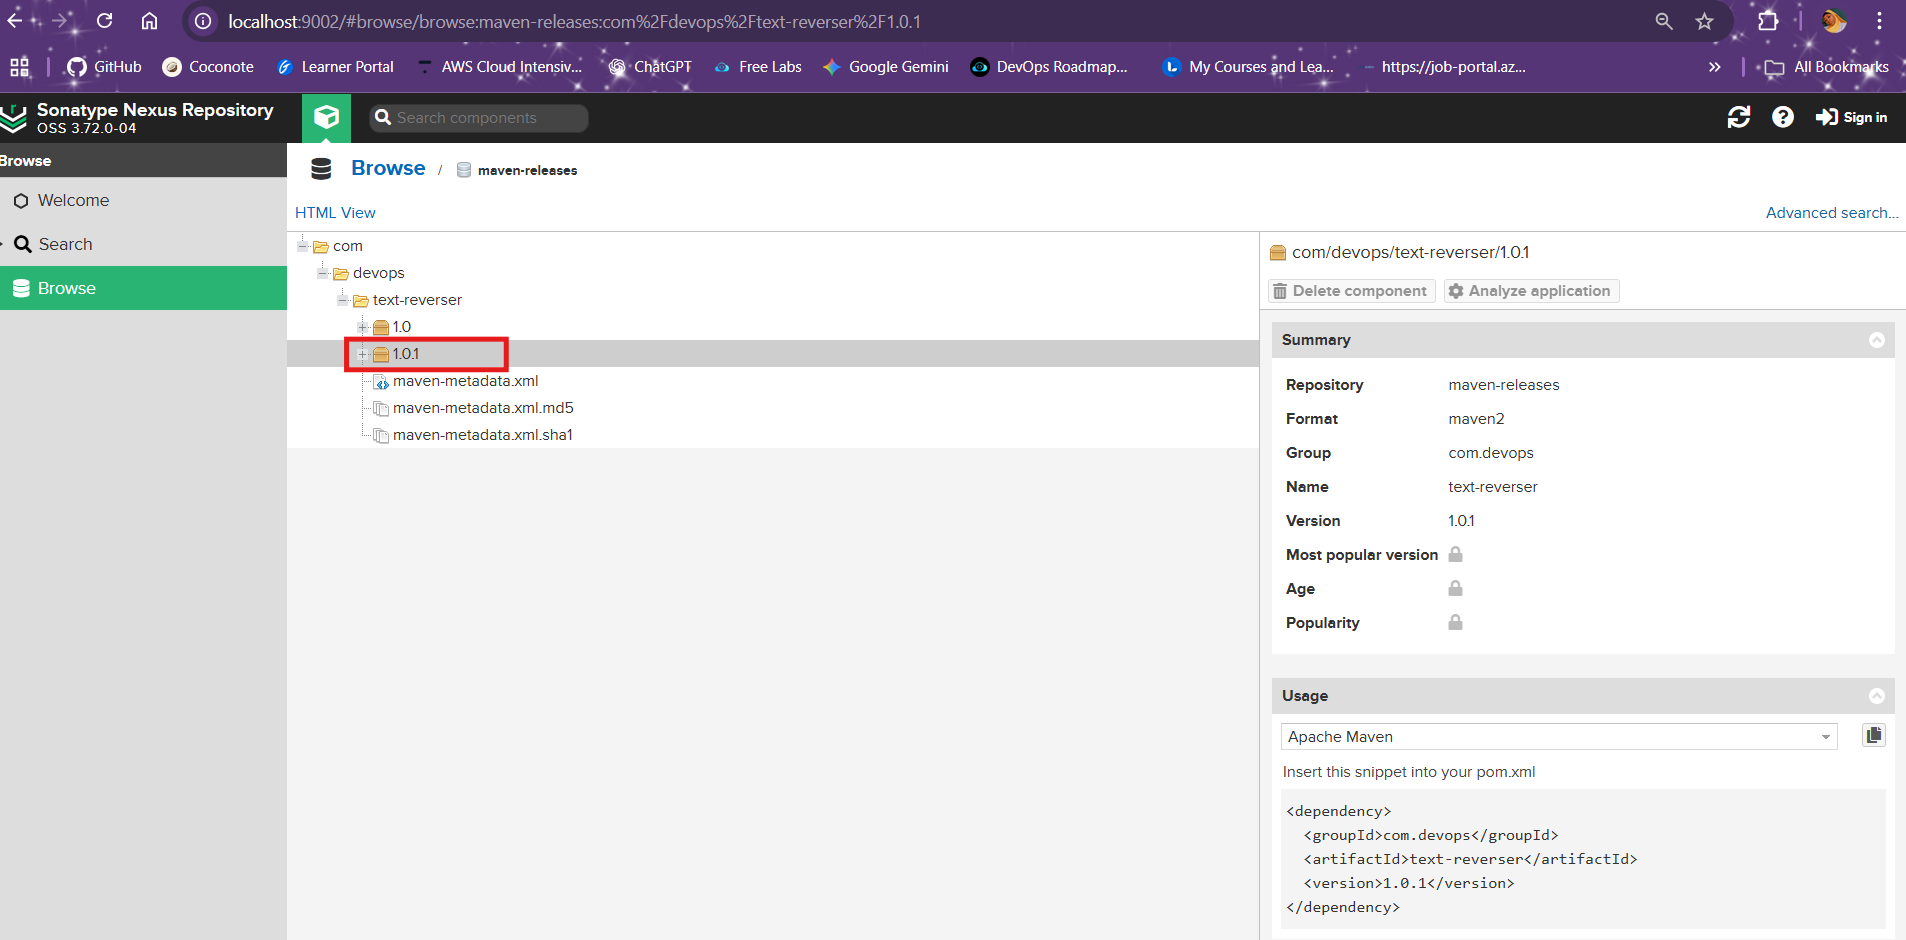 localhost:9002/#browse/browse:maven-releases:com%2Fdevops%2Ftext-reverser%2F1.0.1
GitHub
Coconote
Learner Portal
AWS Cloud Intensiv...
ChatGPT
Free Labs
Google Gemini
DevOps Roadmap...
My Courses and Lea...
https://job-portal.az...
»
All Bookmarks
Sonatype Nexus Repository
OSS 3.72.0-04
Search components
Sign in
Browse
Welcome
Search
Browse
Browse / maven-releases
HTML View
Advanced search...
com
devops
text-reverser
1.0
1.0.1
maven-metadata.xml
maven-metadata.xml.md5
maven-metadata.xml.sha1
com/devops/text-reverser/1.0.1
Delete component
Analyze application
Summary
Repository maven-releases
Format maven2
Group com.devops
Name text-reverser
Version 1.0.1
Most popular version
Age
Popularity
Usage
Apache Maven
Insert this snippet into your pom.xml
<dependency>
<groupId>com.devops</groupId>
<artifactId>text-reverser</artifactId>
<version>1.0.1</version>
</dependency>